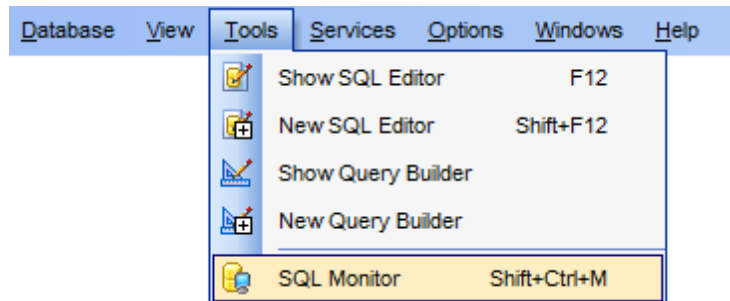 Database View Tools Services Options Windows Help
Show SQL Editor F12
New SQL Editor Shift+F12
Show Query Builder
New Query Builder
SQL Monitor Shift+Ctrl+M